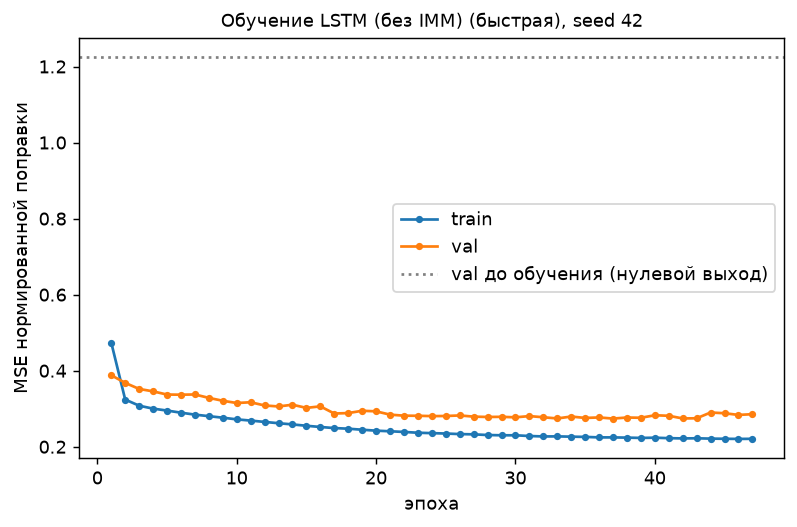 Обучение LSTM (без IMM) (быстрая), seed 42
MSE нормированной поправки
1.2
1.0
0.8
0.6
0.4
0.2
train
val
val до обучения (нулевой выход)
0
10
20
30
40
эпоха